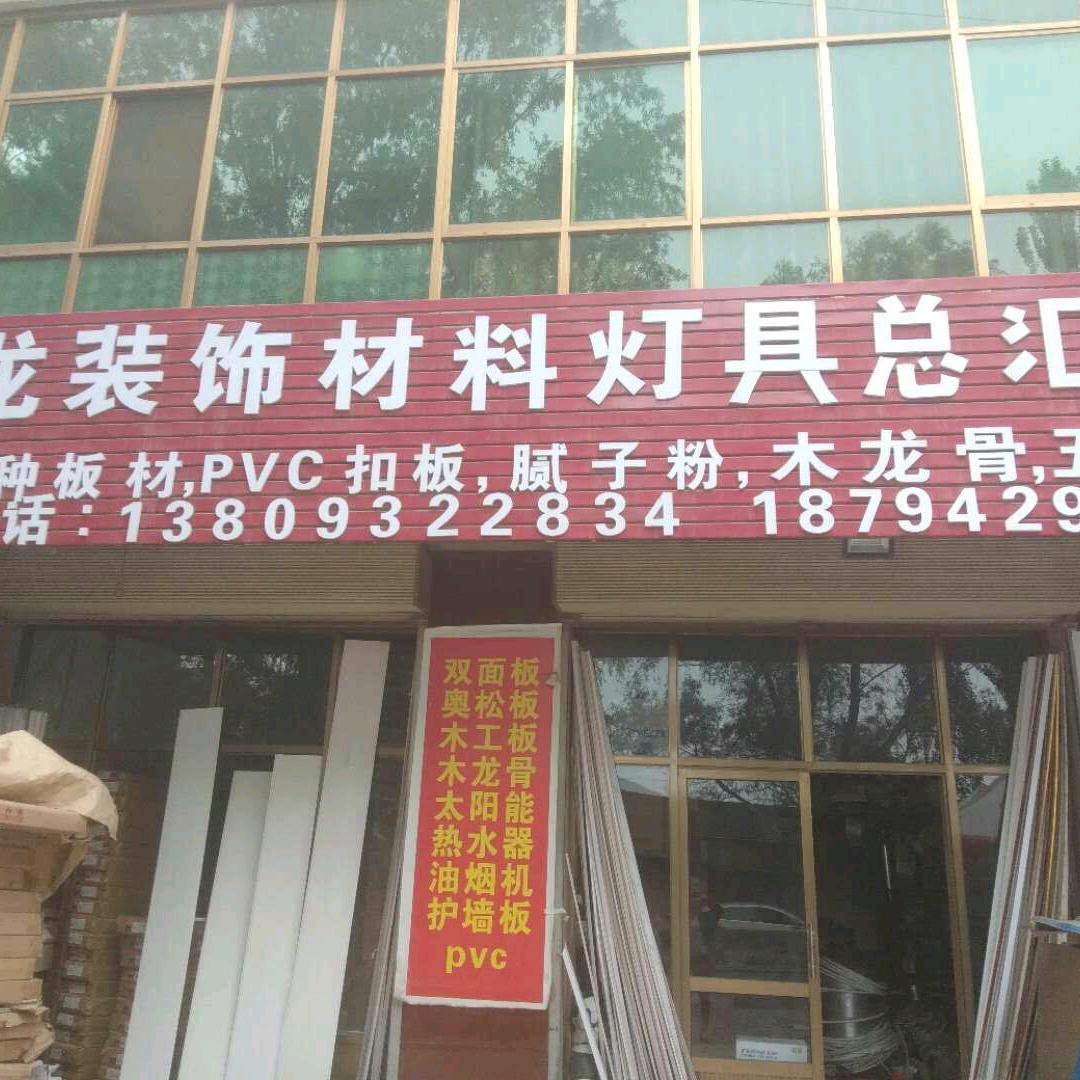 龙装饰材料灯具总汇
种板材,PVC扣板,腻子粉,木龙骨,五
话:13809322834 1879429
双面板
奥松板
木工板
木龙骨
太阳能
热水器
油烟机
护墙板
pvc